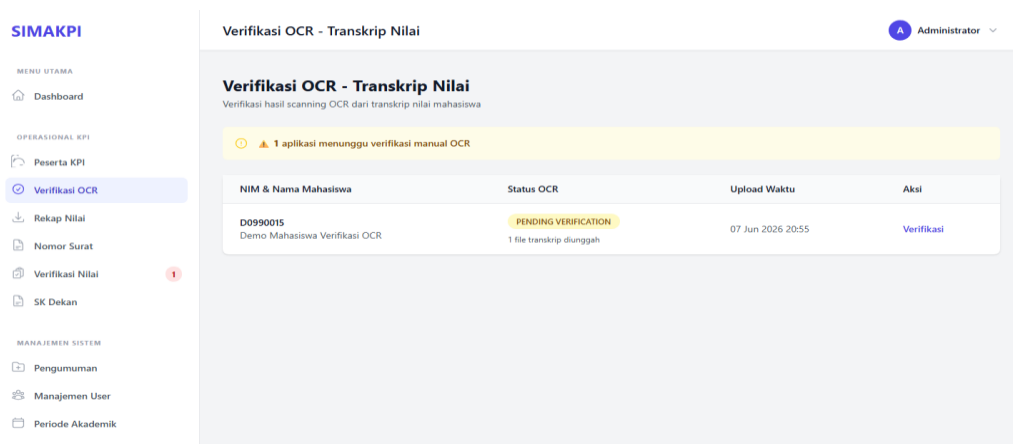 SIMAKPI
MENU UTAMA
Dashboard
OPERASIONAL KPI
Peserta KPI
Verifikasi OCR
Rekap Nilai
Nomor Surat
Verifikasi Nilai 1
SK Dekan
MANAJEMEN SISTEM
Pengumuman
Manajemen User
Periode Akademik
Verifikasi OCR - Transkrip Nilai
A Administrator
Verifikasi OCR - Transkrip Nilai
Verifikasi hasil scanning OCR dari transkrip nilai mahasiswa
1 aplikasi menunggu verifikasi manual OCR
NIM & Nama Mahasiswa Status OCR Upload Waktu Aksi
D0990015 PENDING VERIFICATION 07 Jun 2026 20:55 Verifikasi
Demo Mahasiswa Verifikasi OCR 1 file transkrip diunggah